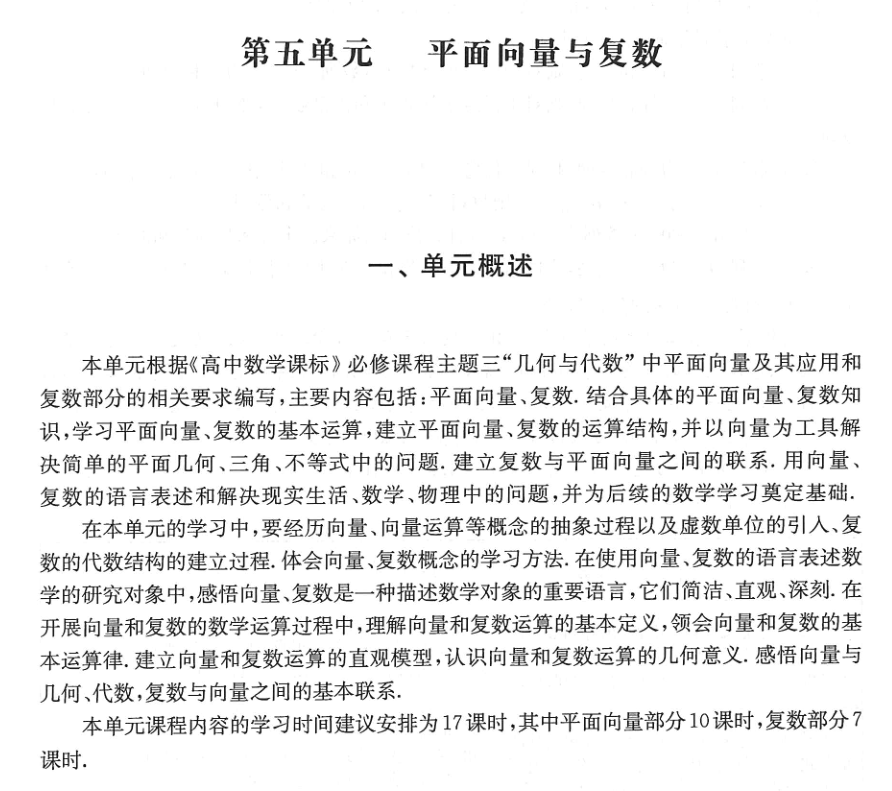 第五单元 平面向量与复数
一、单元概述
本单元根据《高中数学课标》必修课程主题三“几何与代数”中平面向量及其应用和
复数部分的相关要求编写,主要内容包括:平面向量、复数. 结合具体的平面向量、复数知
识,学习平面向量、复数的基本运算,建立平面向量、复数的运算结构,并以向量为工具解
决简单的平面几何、三角、不等式中的问题. 建立复数与平面向量之间的联系. 用向量、
复数的语言表述和解决现实生活、数学、物理中的问题,并为后续的数学学习奠定基础.
在本单元的学习中,要经历向量、向量运算等概念的抽象过程以及虚数单位的引人、复
数的代数结构的建立过程. 体会向量、复数概念的学习方法. 在使用向量、复数的语言表述数
学的研究对象中,感悟向量、复数是一种描述数学对象的重要语言,它们简洁、直观、深刻. 在
开展向量和复数的数学运算过程中,理解向量和复数运算的基本定义,领会向量和复数的基
本运算律. 建立向量和复数运算的直观模型,认识向量和复数运算的几何意义. 感悟向量与
几何、代数,复数与向量之间的基本联系.
本单元课程内容的学习时间建议安排为17课时,其中平面向量部分10课时,复数部分7
课时.